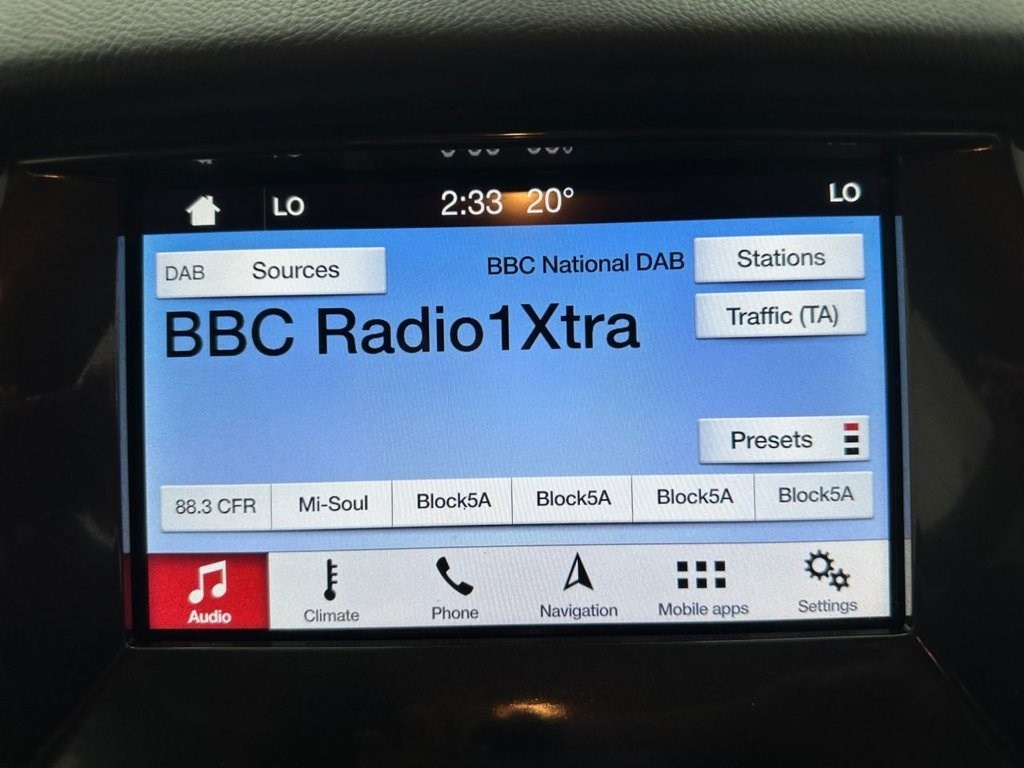 LO 2:33 20° LO
DAB Sources
BBC National DAB
Stations
BBC Radio1Xtra
Traffic (TA)
Presets
88.3 CFR Mi-Soul Block5A Block5A Block5A Block5A
Audio Climate Phone Navigation Mobile apps Settings